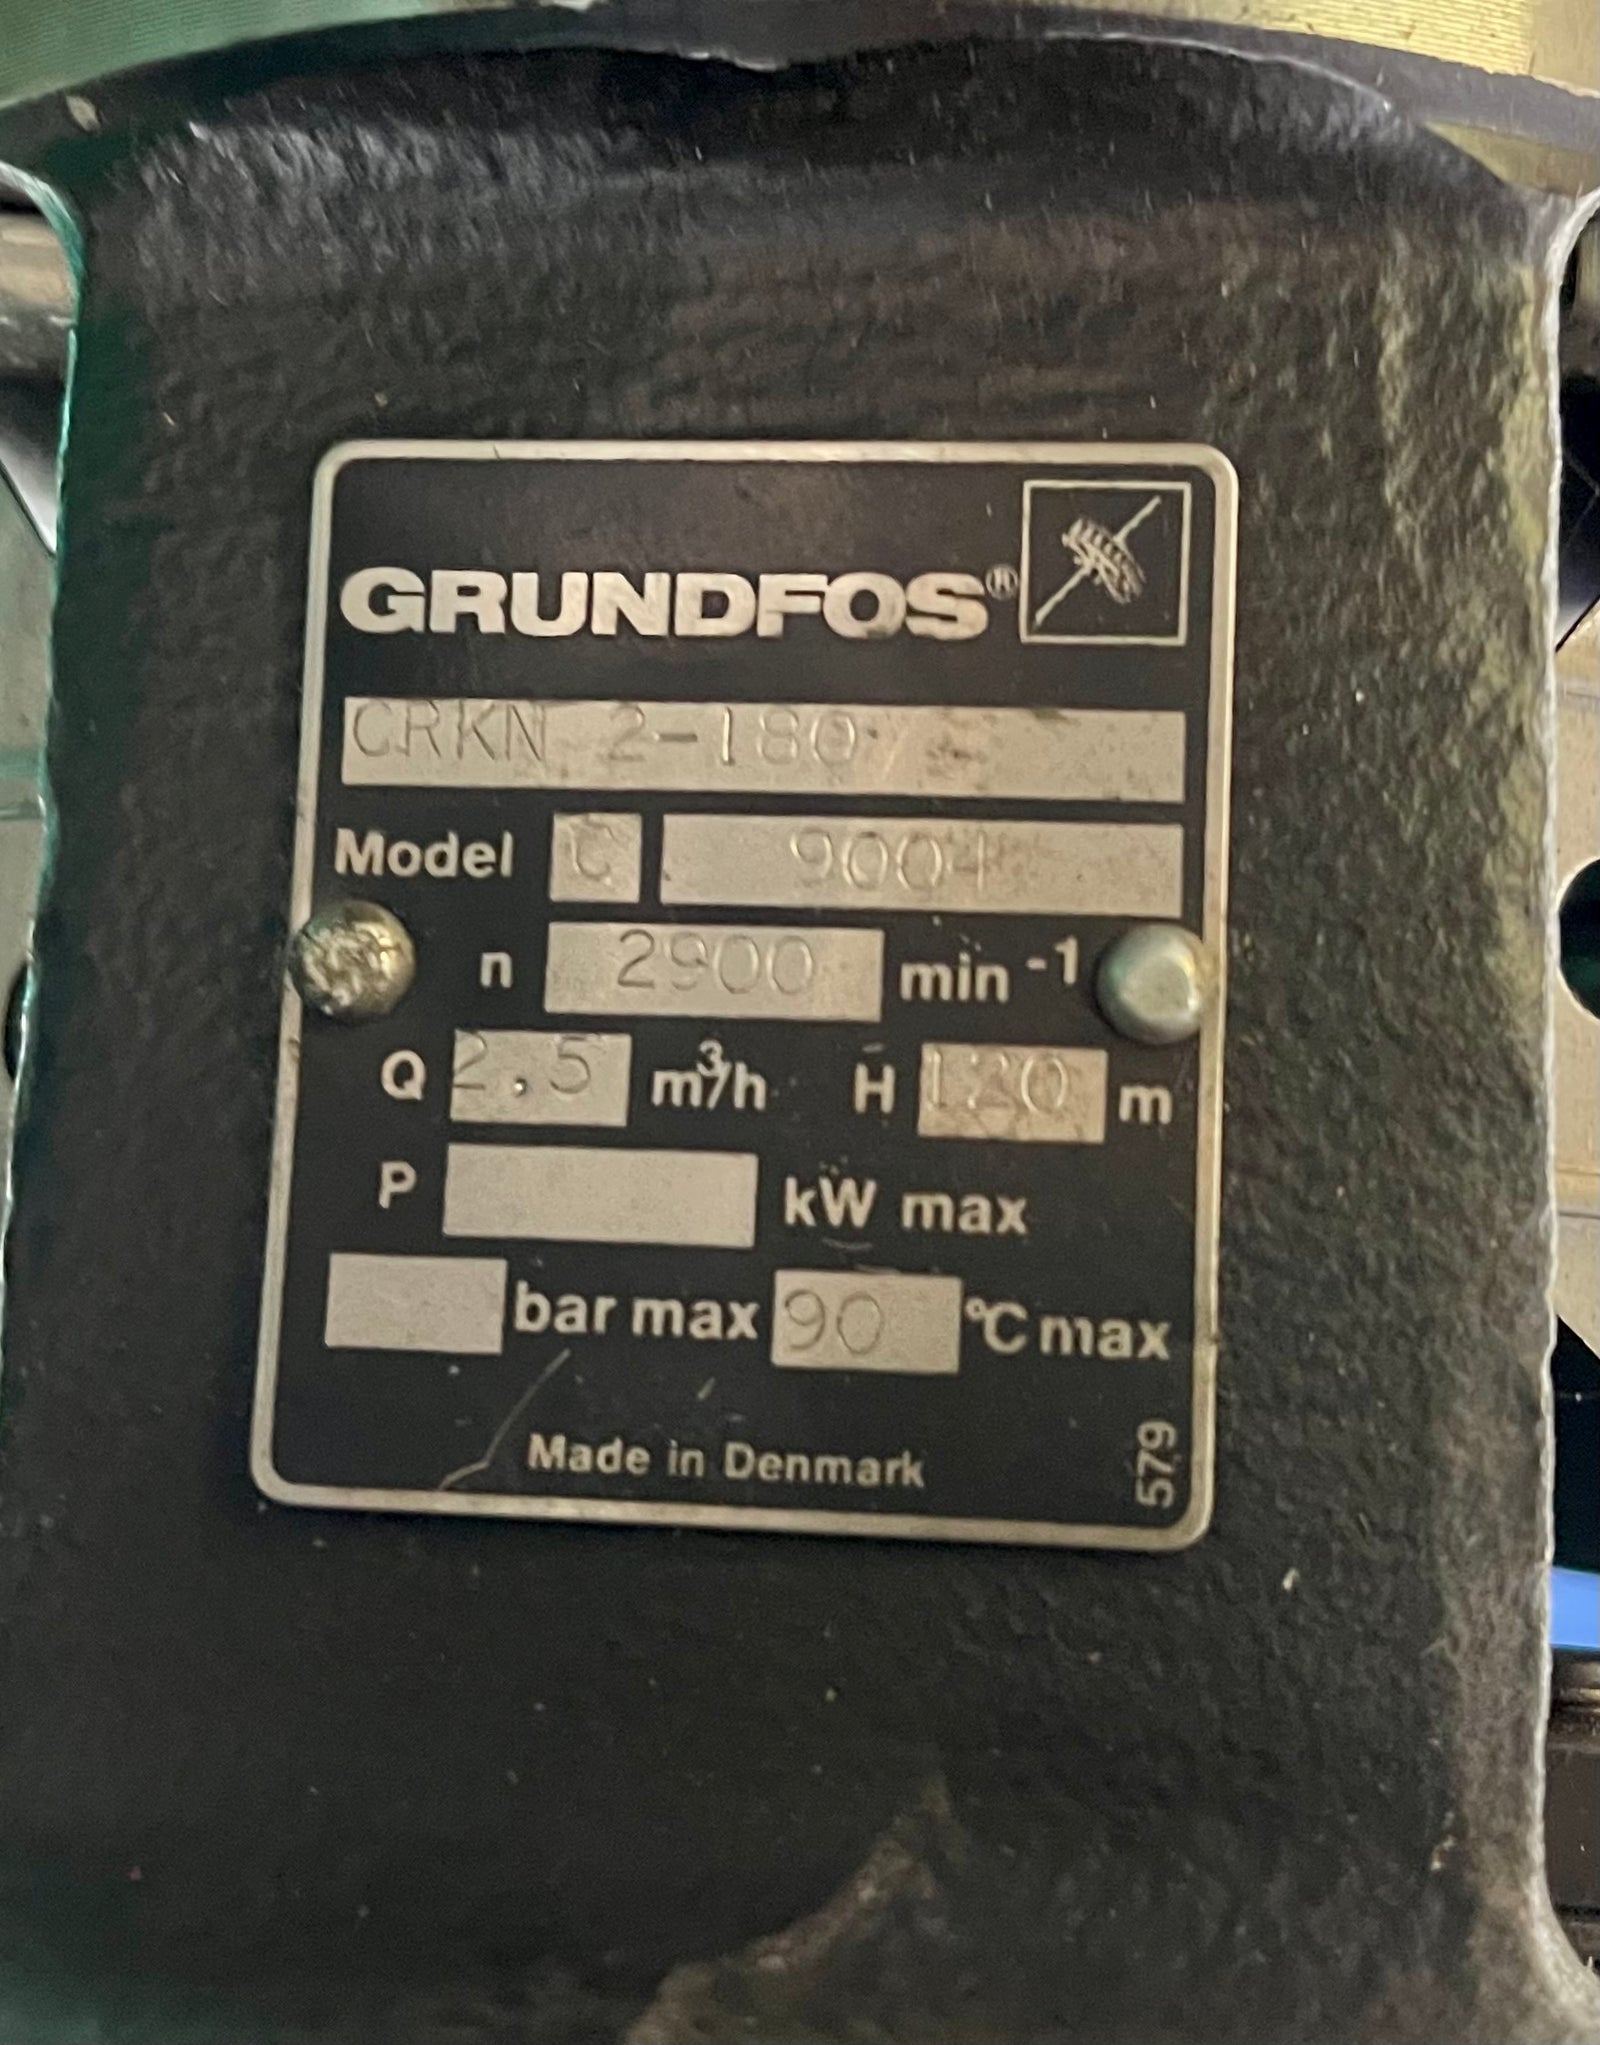 GRUNDFOS®
CRKN 2-180
Model C 9004
n 2900 min -1
Q 2.5 m³/h H 120 m
P kW max
bar max 90 °C max
Made in Denmark
579